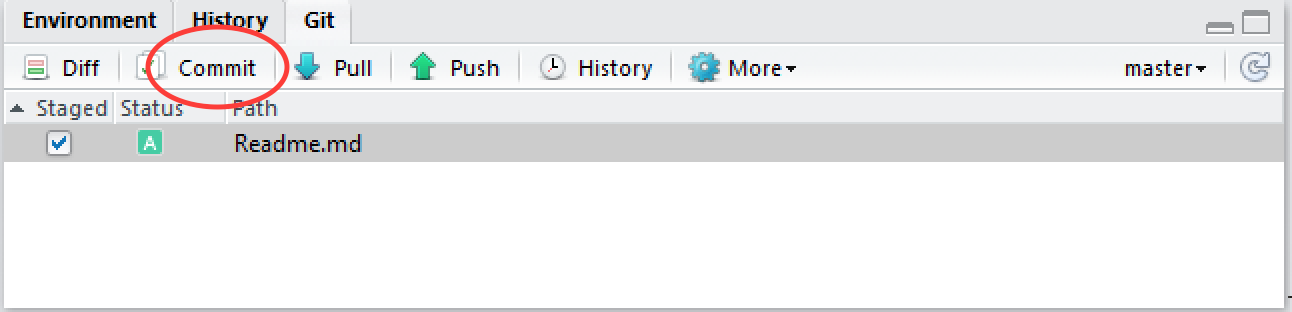 Environment History Git
Diff Commit Pull Push History More master
Staged Status Path
A Readme.md